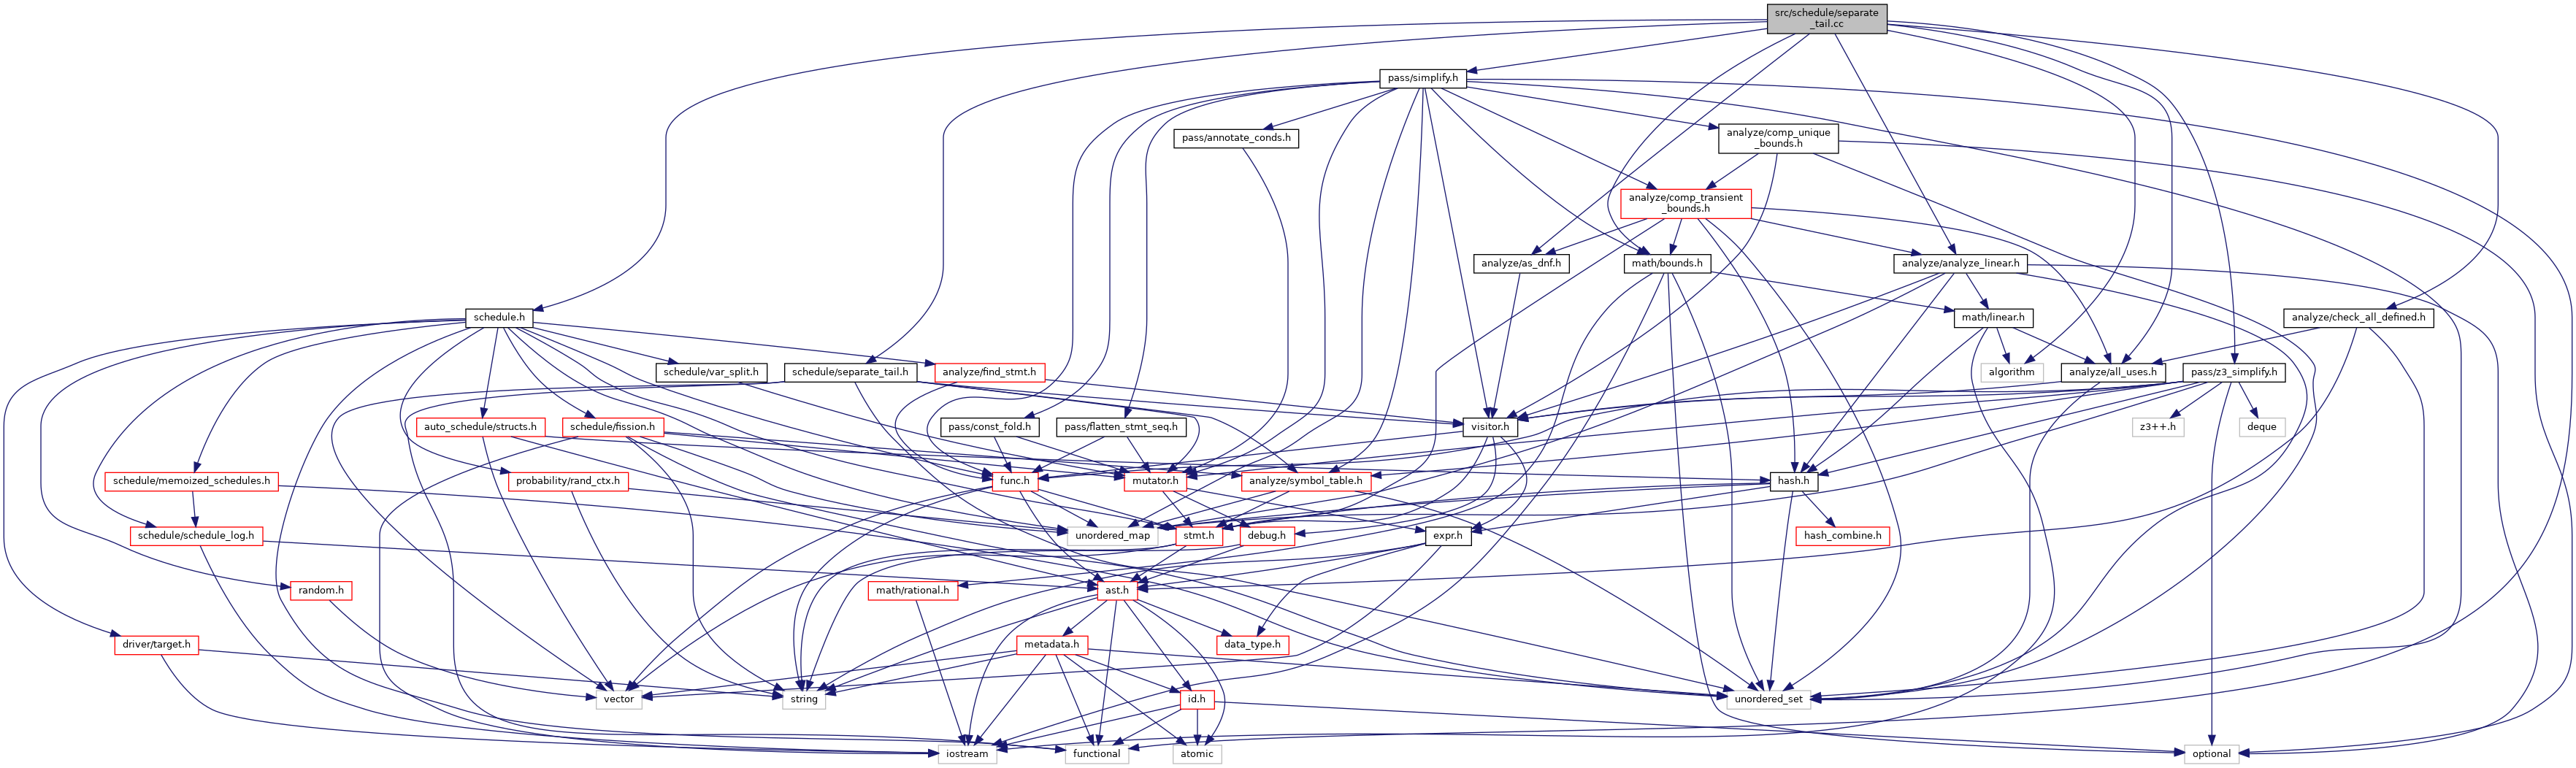 src/schedule/separate
_tail.cc
pass/simplify.h
pass/annotate_conds.h
analyze/comp_unique
_bounds.h
analyze/comp_transient
_bounds.h
analyze/as_dnf.h
math/bounds.h
analyze/analyze_linear.h
schedule.h
math/linear.h
analyze/check_all_defined.h
schedule/var_split.h
schedule/separate_tail.h
analyze/find_stmt.h
algorithm
analyze/all_uses.h
pass/z3_simplify.h
auto_schedule/structs.h
schedule/fission.h
pass/const_fold.h
pass/flatten_stmt_seq.h
visitor.h
z3++.h
deque
schedule/memoized_schedules.h
probability/rand_ctx.h
func.h
mutator.h
analyze/symbol_table.h
hash.h
schedule/schedule_log.h
unordered_map
stmt.h
debug.h
expr.h
hash_combine.h
random.h
math/rational.h
ast.h
driver/target.h
metadata.h
data_type.h
vector
string
id.h
unordered_set
iostream
functional
atomic
optional